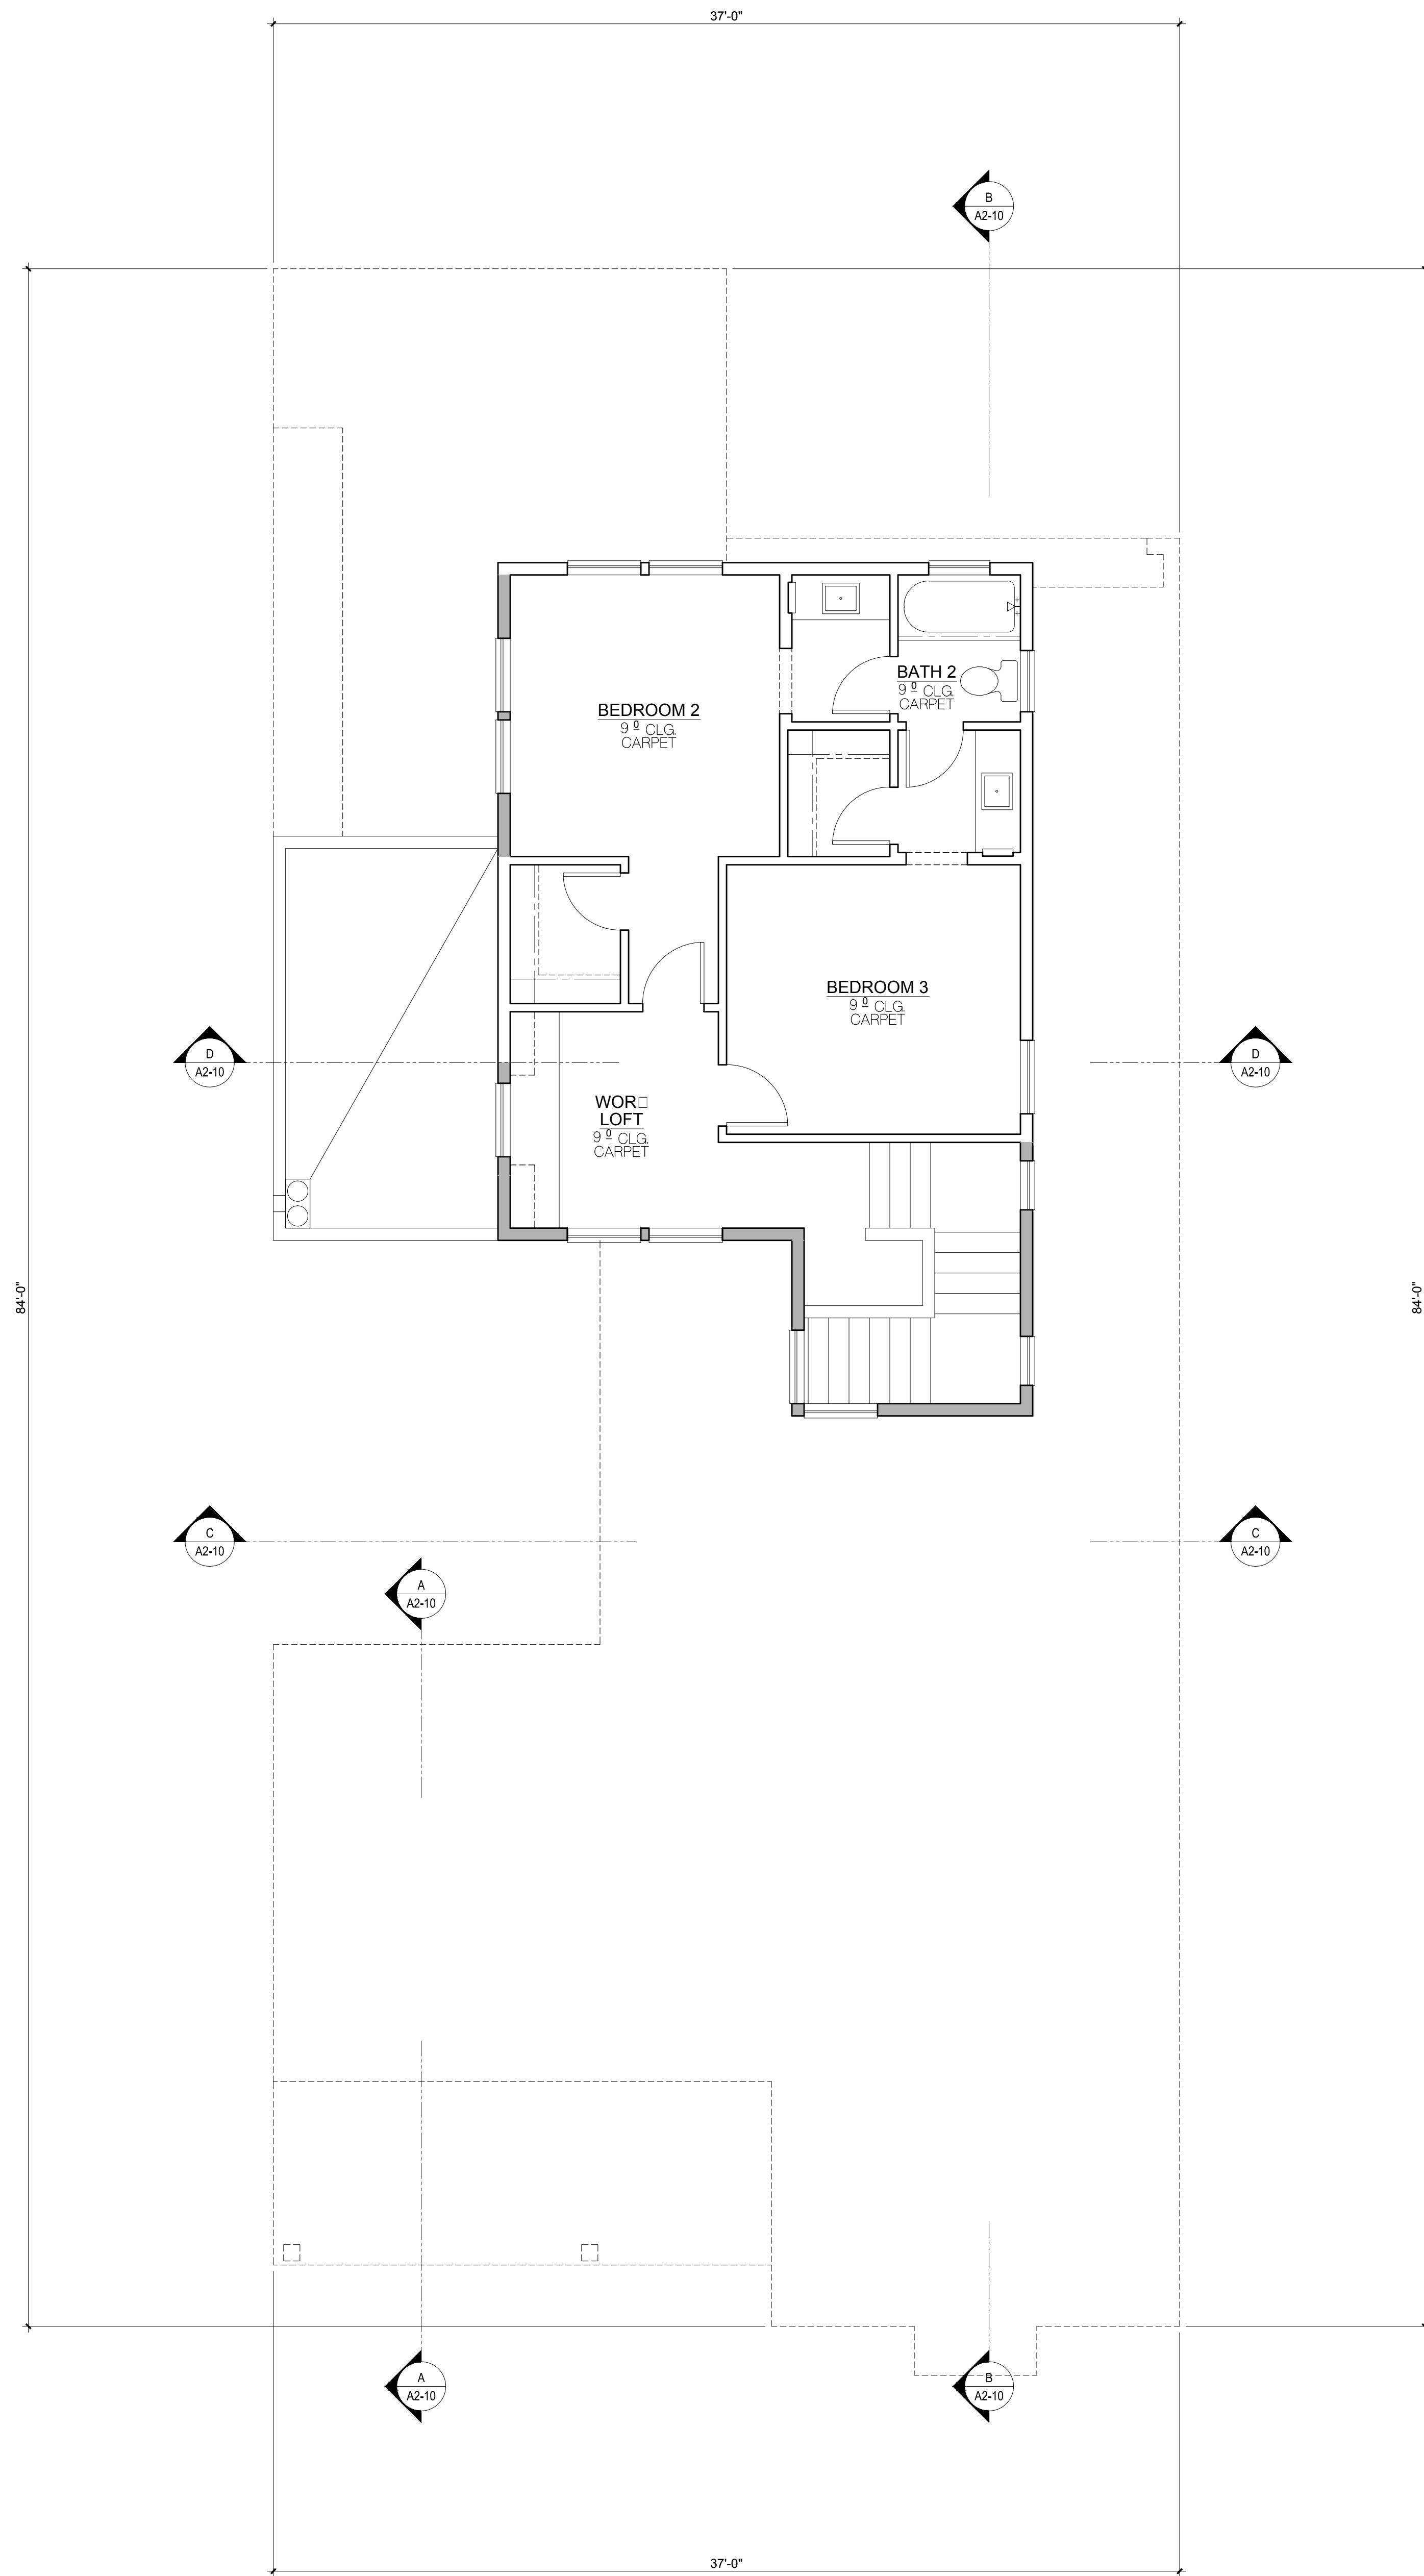 37'-0"
B
A2-10
BATH 2
9 0 CLG.
CARPET
BEDROOM 2
9 0 CLG.
CARPET
BEDROOM 3
9 0 CLG.
CARPET
D
A2-10
D
A2-10
WOR□
LOFT
9 0 CLG.
CARPET
84'-0"
84'-0"
C
A2-10
C
A2-10
A
A2-10
A
A2-10
B
A2-10
37'-0"